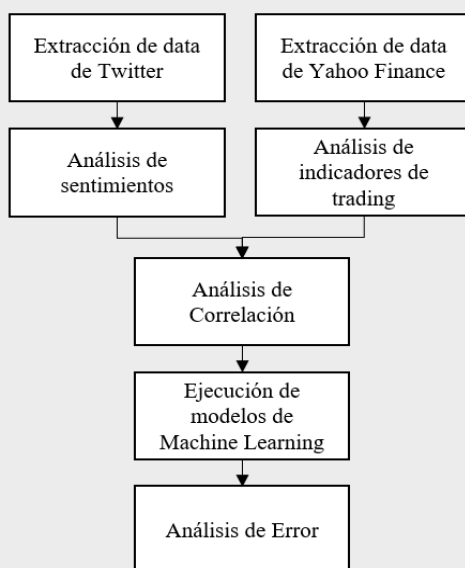 Extracción de data
de Twitter
Extracción de data
de Yahoo Finance
Análisis de
sentimientos
Análisis de
indicadores de
trading
Análisis de
Correlación
Ejecución de
modelos de
Machine Learning
Análisis de Error